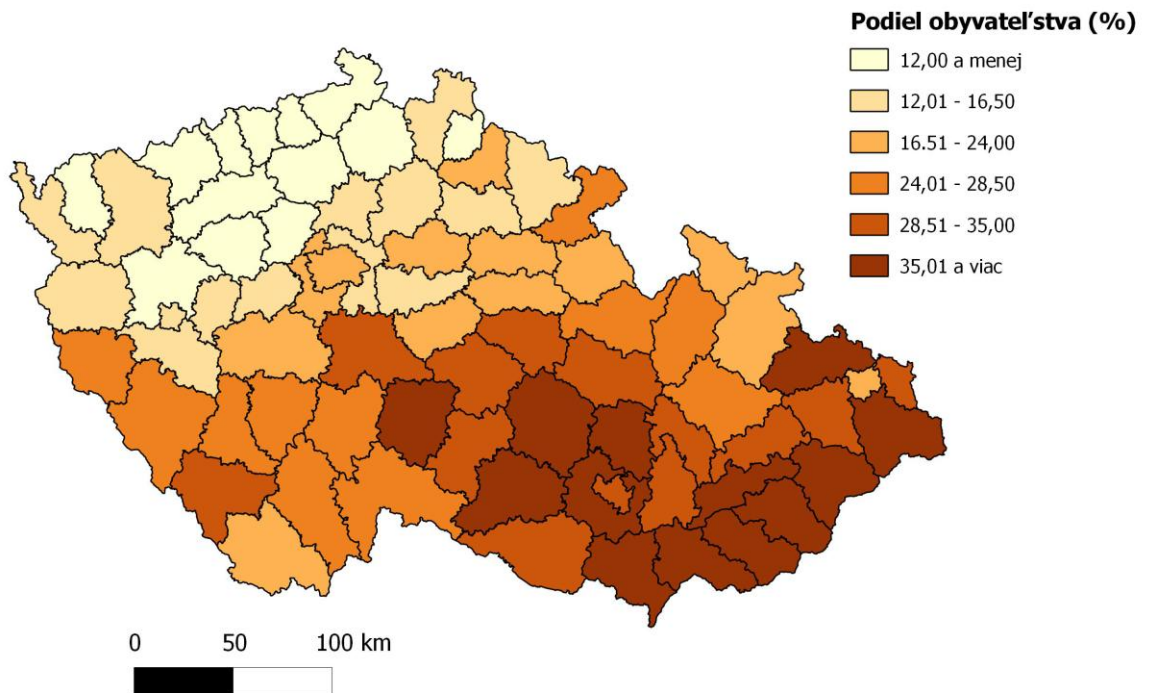 Podiel obyvateľstva (%)
12,00 a menej
12,01 - 16,50
16.51 - 24,00
24,01 - 28,50
28,51 - 35,00
35,01 a viac
0 50 100 km